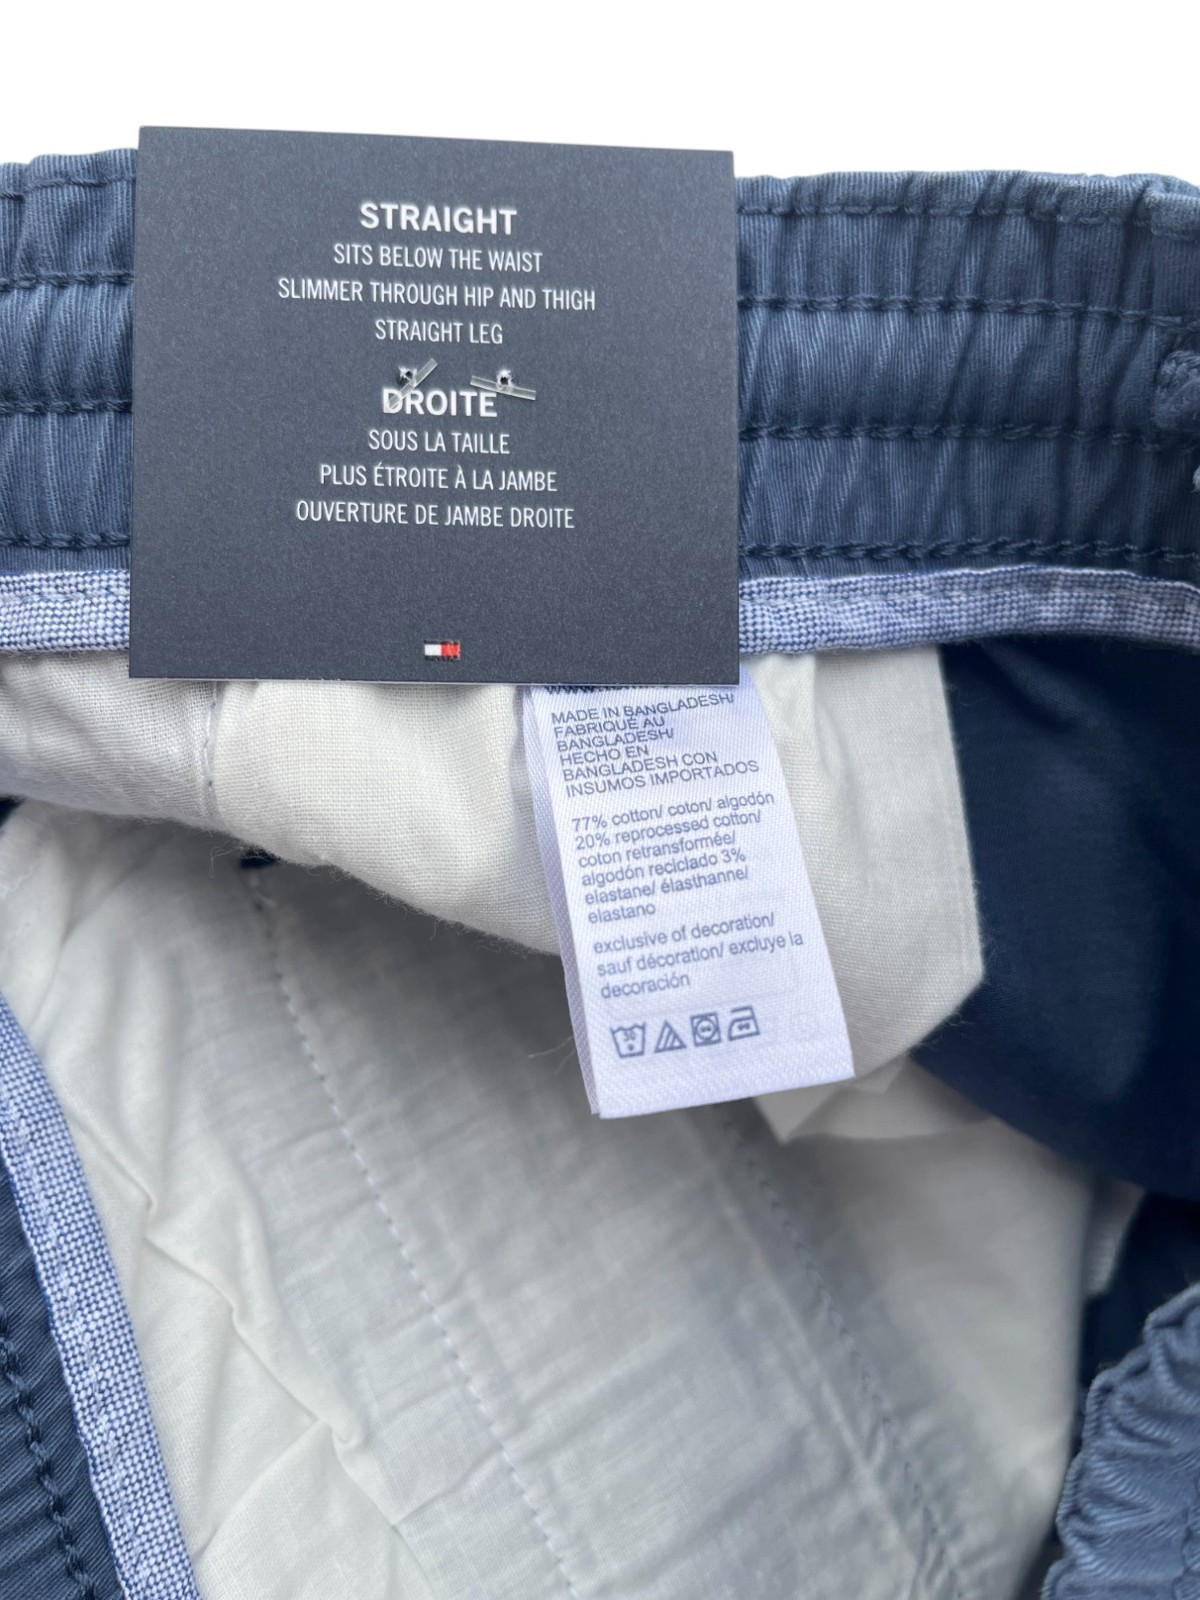 STRAIGHT
SITS BELOW THE WAIST
SLIMMER THROUGH HIP AND THIGH
STRAIGHT LEG
DROITE
SOUS LA TAILLE
PLUS ÉTROITE À LA JAMBE
OUVERTURE DE JAMBE DROITE
MADE IN BANGLADESH/
FABRIQUÉ AU
BANGLADESH/
HECHO EN
BANGLADESH CON
INSUMOS IMPORTADOS
77% cotton/ coton/ algodón
20% reprocessed cotton/
coton retransformée/
algodón reciclado 3%
elastane/ élasthanne/
elastano
exclusive of decoration/
sauf décoration/ excluye la
decoración
30